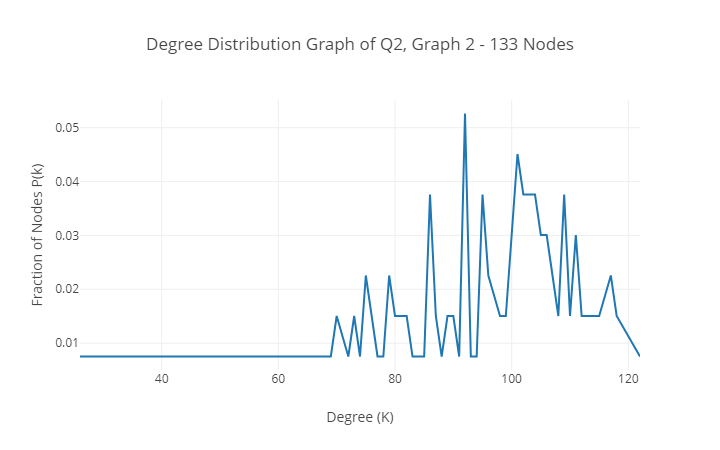 Degree Distribution Graph of Q2, Graph 2 - 133 Nodes
Fraction of Nodes P(k)
0.05
0.04
0.03
0.02
0.01
40 60 80 100 120
Degree (K)